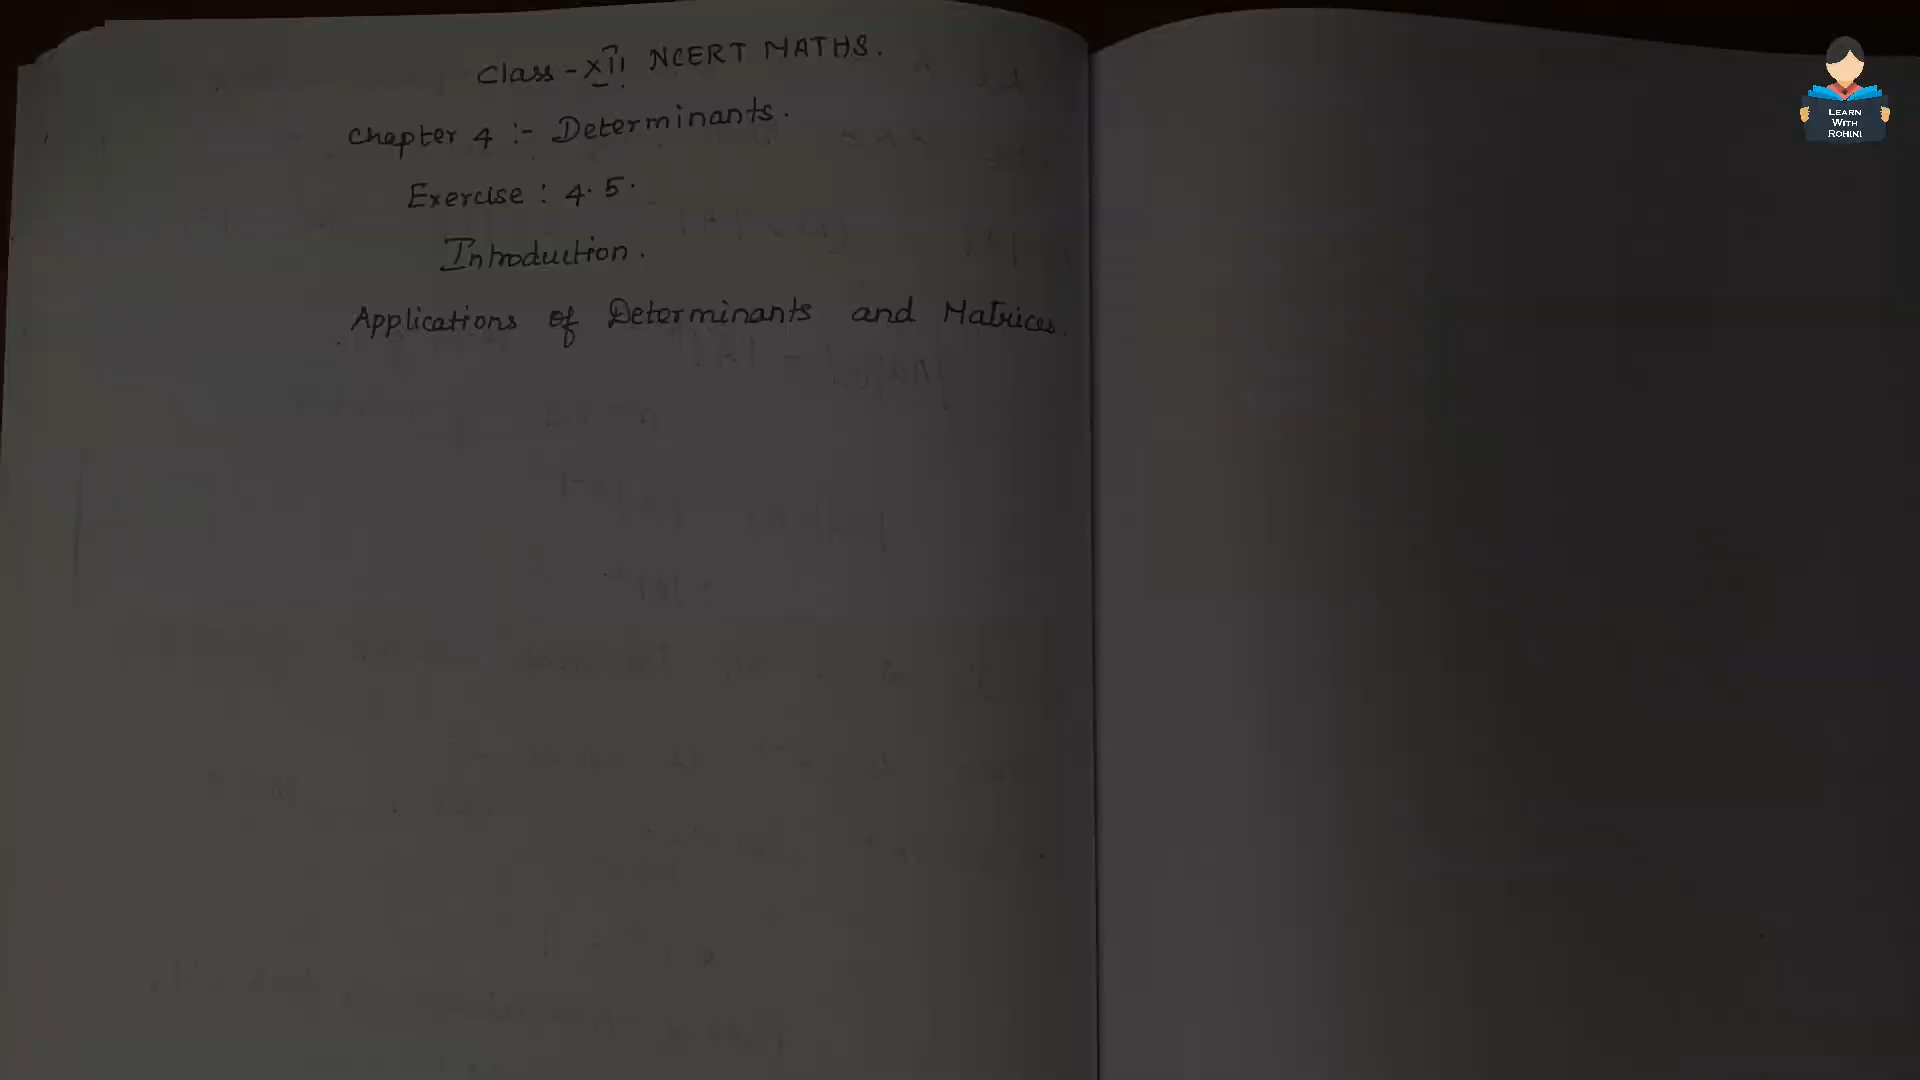 Class - XII NCERT MATHS.
Chapter 4 :- Determinants.
Exercise : 4.5.
Introduction.
Applications of Determinants and Matrices.
LEARN
WITH
ROHINI